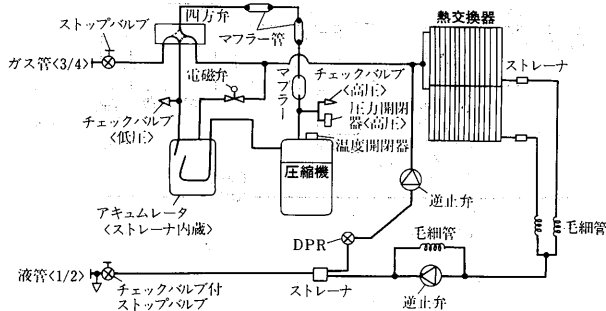 ストップバルブ
四方弁
マフラー管
熱交換器
ガス管<3/4>
電磁弁
マフラー
チェックバルブ
<高圧>
ストレーナ
圧力開閉
器<高圧>
チェックバルブ
<低圧>
温度開閉器
圧縮機
アキュムレータ
<ストレーナ内蔵>
逆止弁
毛細管
DPR
毛細管
液管<1/2>
チェックバルブ付
ストップバルブ
ストレーナ
逆止弁